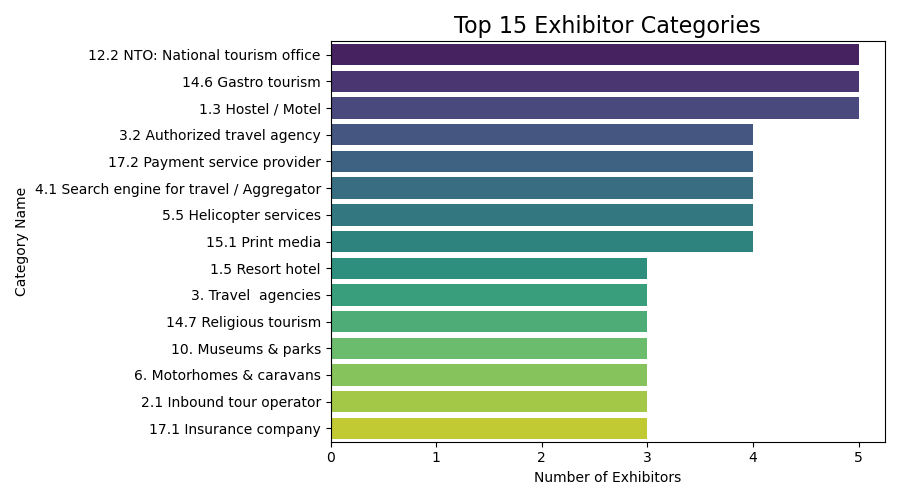 Top 15 Exhibitor Categories
Category Name
12.2 NTO: National tourism office
14.6 Gastro tourism
1.3 Hostel / Motel
3.2 Authorized travel agency
17.2 Payment service provider
4.1 Search engine for travel / Aggregator
5.5 Helicopter services
15.1 Print media
1.5 Resort hotel
3. Travel  agencies
14.7 Religious tourism
10. Museums & parks
6. Motorhomes & caravans
2.1 Inbound tour operator
17.1 Insurance company
0 1 2 3 4 5
Number of Exhibitors